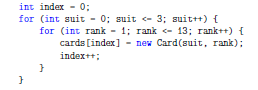 int index = 0;
for (int suit = 0; suit <= 3; suit++) {
    for (int rank = 1; rank <= 13; rank++) {
        cards[index] = new Card(suit, rank);
        index++;
    }
}